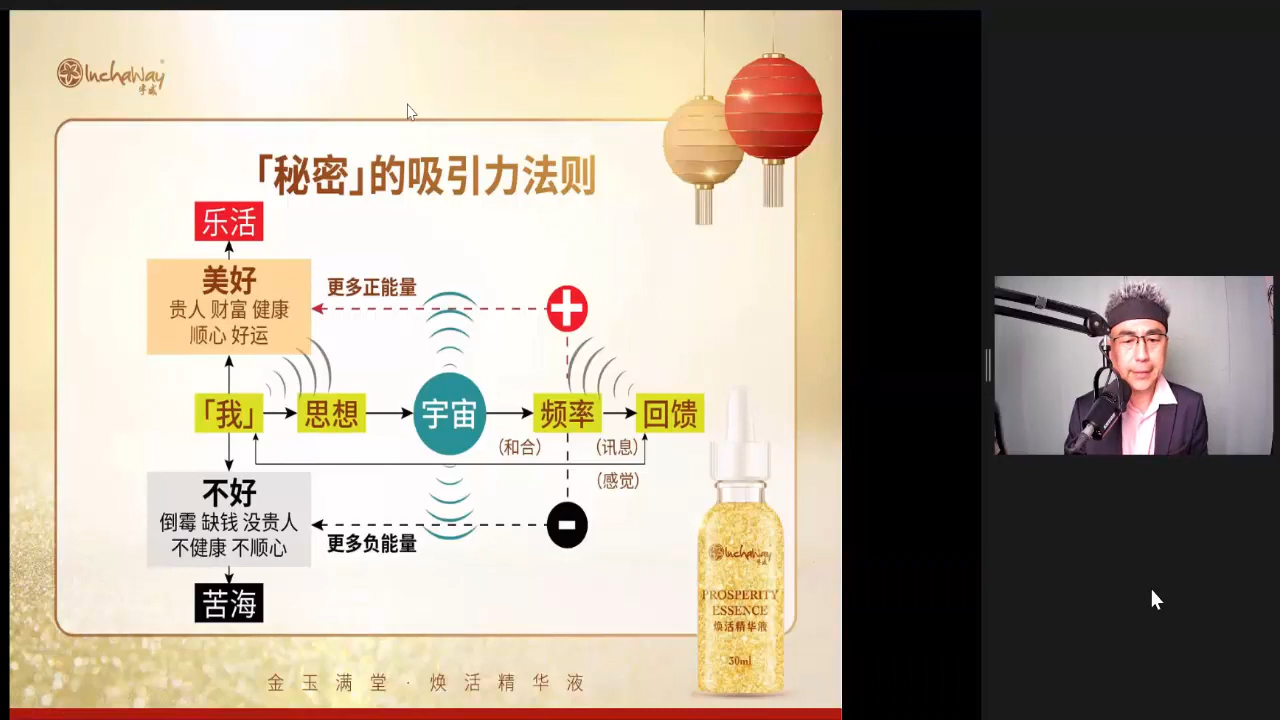 InchaWay
宇宙
「秘密」的吸引力法则
乐活
美好
贵人 财富 健康
顺心 好运
更多正能量
「我」
思想
宇宙
频率
回馈
(和合)
(讯息)
(感觉)
不好
倒霉 缺钱 没贵人
不健康 不顺心
更多负能量
苦海
InchaWay
PROSPERITY
ESSENCE
焕活精华液
30ml
金玉满堂·焕活精华液